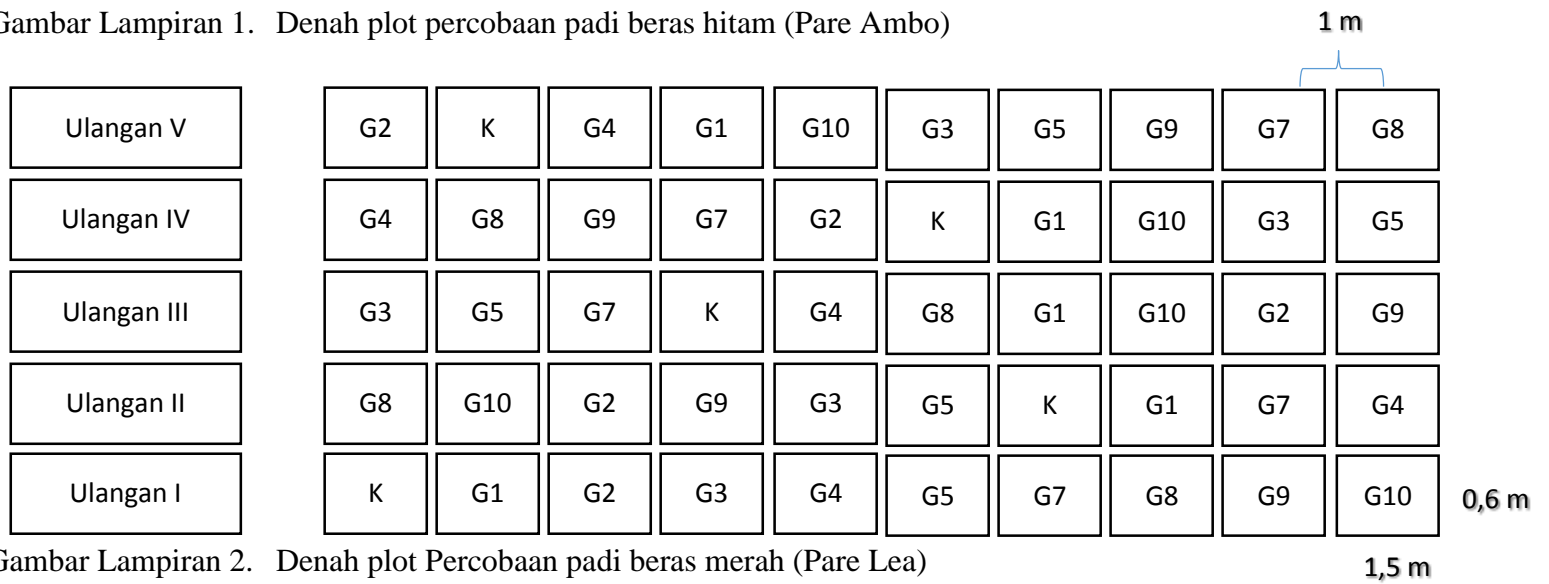 Gambar Lampiran 1. Denah plot percobaan padi beras hitam (Pare Ambo)
1 m
Ulangan V G2 K G4 G1 G10 G3 G5 G9 G7 G8
Ulangan IV G4 G8 G9 G7 G2 K G1 G10 G3 G5
Ulangan III G3 G5 G7 K G4 G8 G1 G10 G2 G9
Ulangan II G8 G10 G2 G9 G3 G5 K G1 G7 G4
Ulangan I K G1 G2 G3 G4 G5 G7 G8 G9 G10 0,6 m
Gambar Lampiran 2. Denah plot Percobaan padi beras merah (Pare Lea)
1,5 m